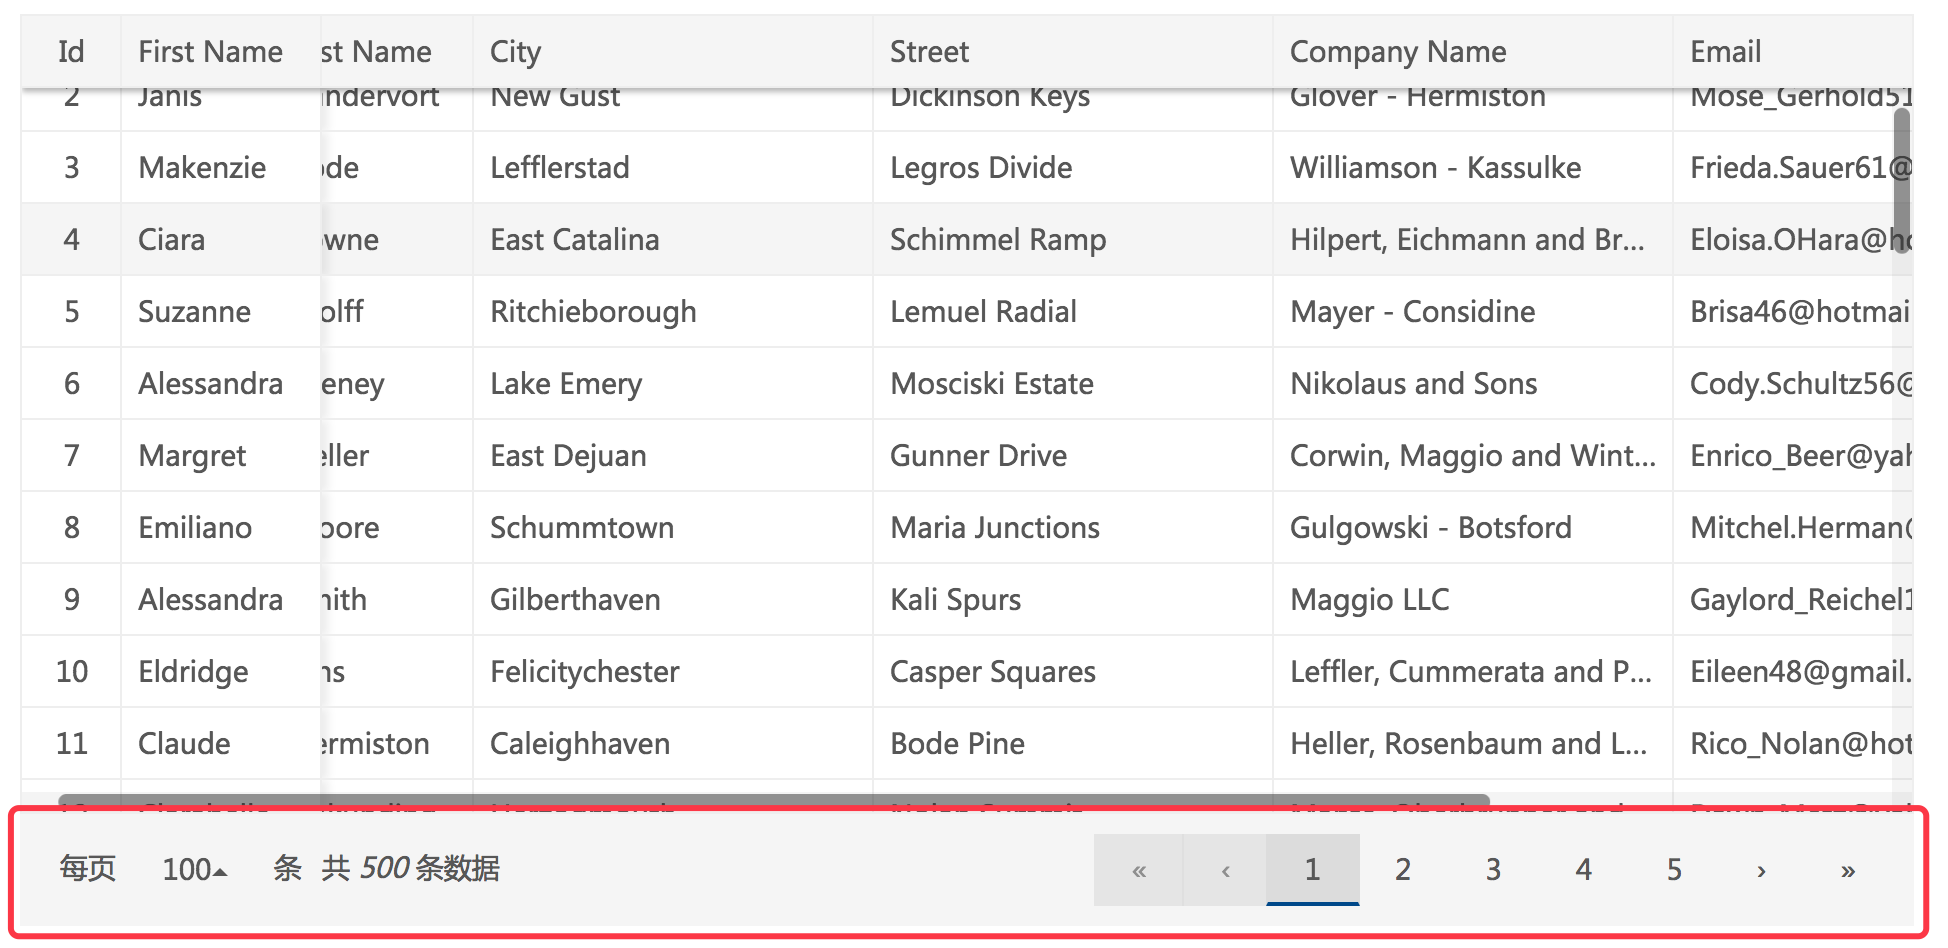 Id First Name st Name City Street Company Name Email
2 Janis ndervort New Gust Dickinson Keys Glover - Hermiston Mose_Gerhold51
3 Makenzie ode Lefflerstad Legros Divide Williamson - Kassulke Frieda.Sauer61@
4 Ciara owne East Catalina Schimmel Ramp Hilpert, Eichmann and Br... Eloisa.OHara@ho
5 Suzanne olff Ritchieborough Lemuel Radial Mayer - Considine Brisa46@hotmai
6 Alessandra eney Lake Emery Mosciski Estate Nikolaus and Sons Cody.Schultz56@
7 Margret eller East Dejuan Gunner Drive Corwin, Maggio and Wint... Enrico_Beer@yah
8 Emiliano oore Schummtown Maria Junctions Gulgowski - Botsford Mitchel.Herman@
9 Alessandra nith Gilberthaven Kali Spurs Maggio LLC Gaylord_Reichel1
10 Eldridge ns Felicitychester Casper Squares Leffler, Cummerata and P... Eileen48@gmail.
11 Claude ermiston Caleighhaven Bode Pine Heller, Rosenbaum and L... Rico_Nolan@hot
每页 100 条 共 500 条数据 « ‹ 1 2 3 4 5 › »